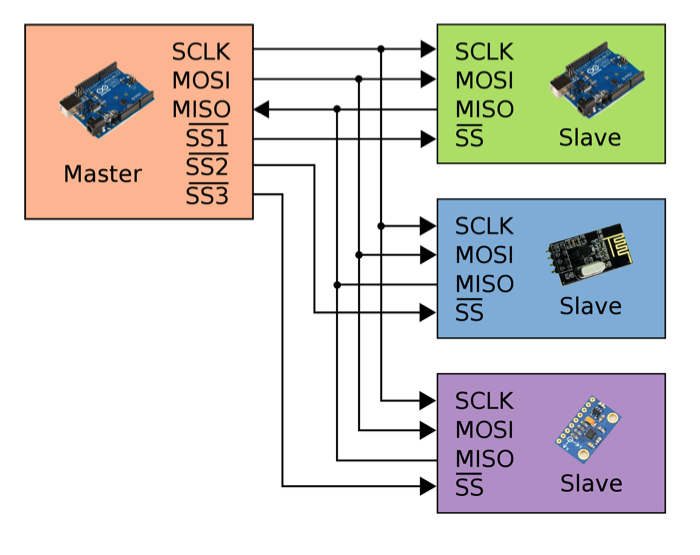 SCLK
MOSI
MISO
SS1
SS2
SS3
Master
SCLK
MOSI
MISO
SS
Slave
SCLK
MOSI
MISO
SS
Slave
SCLK
MOSI
MISO
SS
Slave